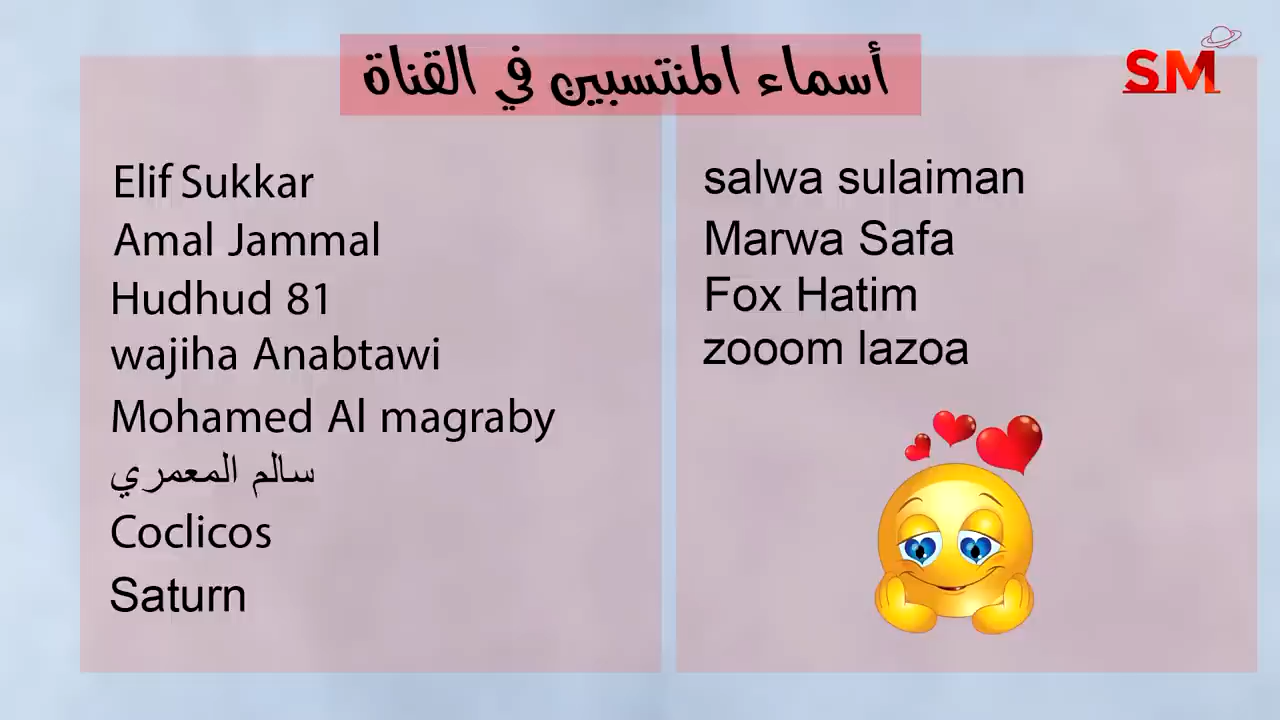 أسماء المنتسبين في القناة
SM
Elif Sukkar
Amal Jammal
Hudhud 81
wajiha Anabtawi
Mohamed Al magraby
سالم المعمري
Coclicos
Saturn
salwa sulaiman
Marwa Safa
Fox Hatim
zooom lazoa